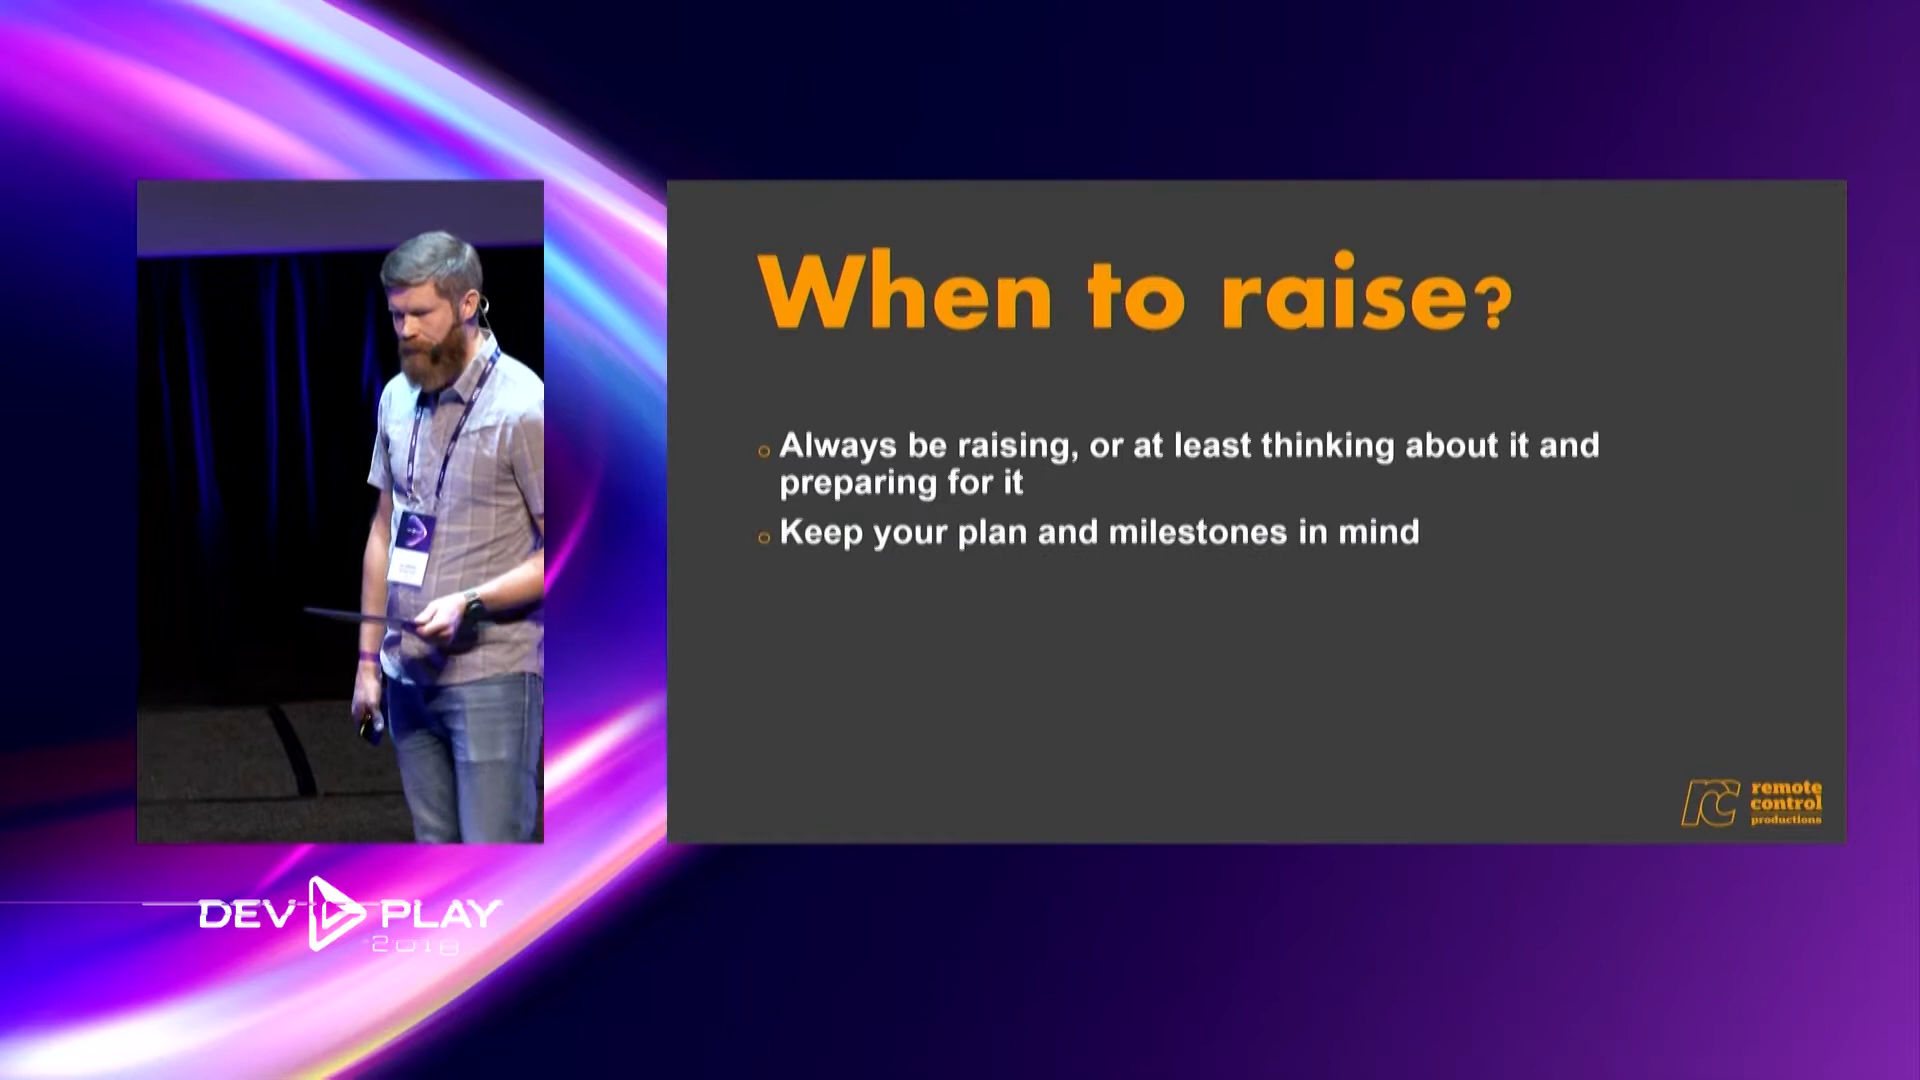 When to raise?
Always be raising, or at least thinking about it and
preparing for it
Keep your plan and milestones in mind
remote
control
productions
DEV PLAY
2018